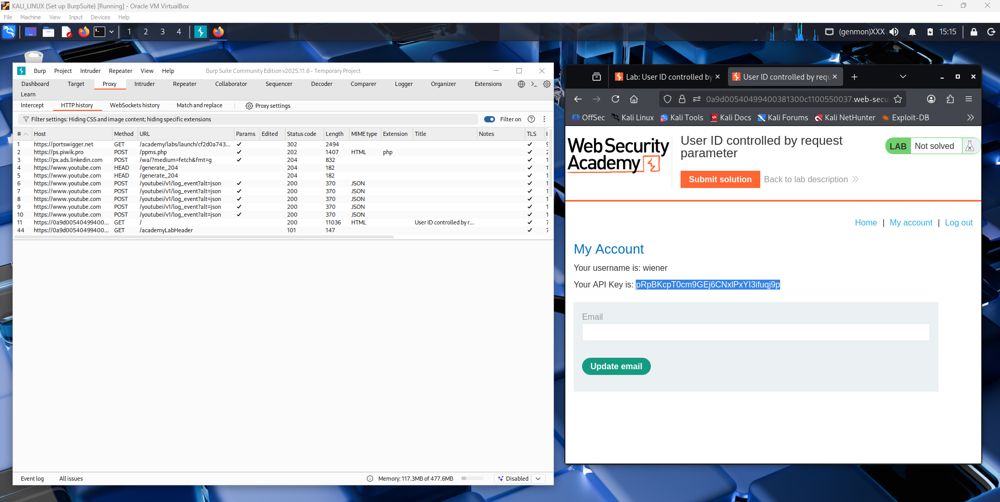 KALI_LINUX (Set up BurpSuite) [Running] - Oracle VM VirtualBox
File Machine View Input Devices Help
1 2 3 4 (genmon)XXX 15:15
Burp Project Intruder Repeater View Help Burp Suite Community Edition v2025.11.6 - Temporary Project
Dashboard Target Proxy Intruder Repeater Collaborator Sequencer Decoder Comparer Logger Organizer Extensions
Learn
Intercept HTTP history WebSockets history Match and replace Proxy settings
Filter settings: Hiding CSS and image content; hiding specific extensions Filter on
# Host Method URL Params Edited Status code Length MIME type Extension Title Notes TLS
1 https://portswigger.net GET /academy/labs/launch/cf2d0a743... ✓ 302 2494 ✓
2 https://ps.piwik.pro POST /ppms.php ✓ 202 1407 HTML php ✓
3 https://px.ads.linkedin.com POST /wa/?medium=fetch&fmt=g ✓ 204 832 ✓
4 https://www.youtube.com HEAD /generate_204 204 182 ✓
5 https://www.youtube.com HEAD /generate_204 204 182 ✓
6 https://www.youtube.com POST /youtubei/v1/log_event?alt=json ✓ 200 370 JSON ✓
7 https://www.youtube.com POST /youtubei/v1/log_event?alt=json ✓ 200 370 JSON ✓
8 https://www.youtube.com POST /youtubei/v1/log_event?alt=json ✓ 200 370 JSON ✓
9 https://www.youtube.com POST /youtubei/v1/log_event?alt=json ✓ 200 370 JSON ✓
10 https://www.youtube.com POST /youtubei/v1/log_event?alt=json ✓ 200 370 JSON ✓
11 https://0a9d00540499400... GET / 200 11036 HTML User ID controlled by r... ✓
44 https://0a9d00540499400... GET /academyLabHeader 101 147 ✓
Event log All issues Memory: 117.3MB of 477.6MB Disabled
Lab: User ID controlled by User ID controlled by requ
0a9d00540499400381300c1100550037.web-secu
OffSec Kali Linux Kali Tools Kali Docs Kali Forums Kali NetHunter Exploit-DB
Web Security
Academy
User ID controlled by request
parameter
LAB Not solved
Submit solution Back to lab description
Home | My account | Log out
My Account
Your username is: wiener
Your API Key is: pRpBKcpT0cm9GEj6CNxlPxYI3ifuqj9p
Email
Update email